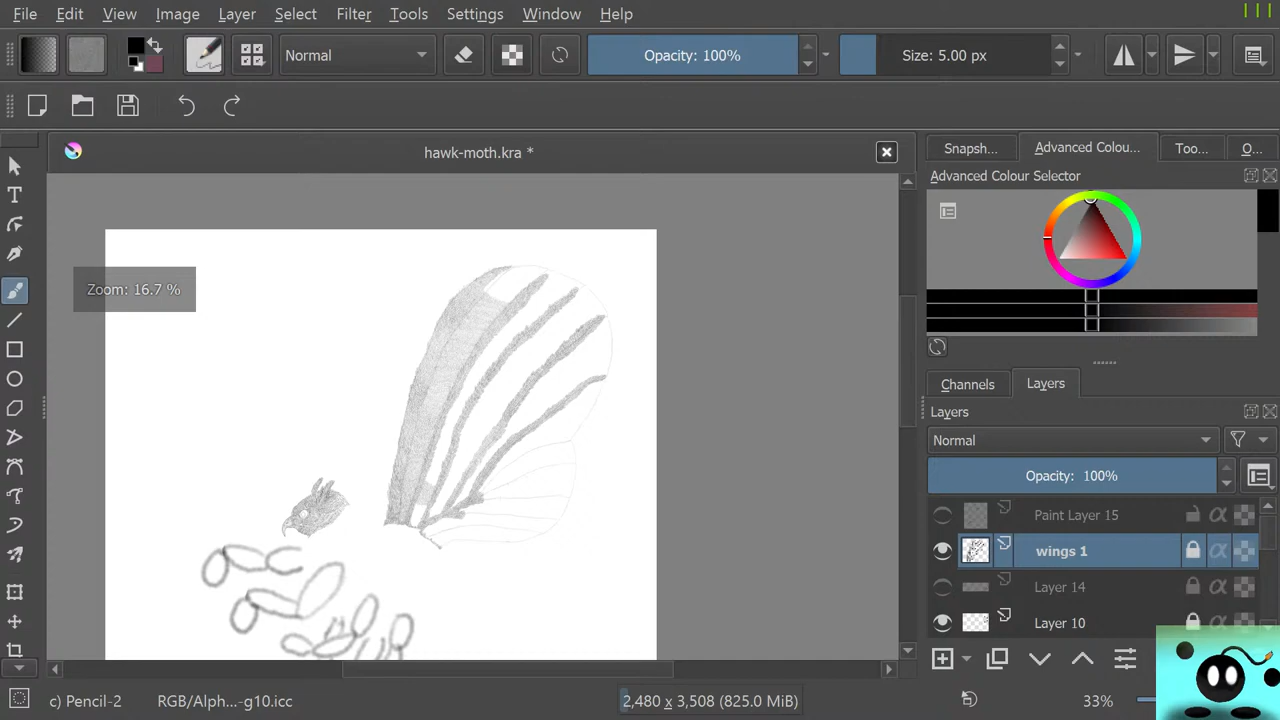 File Edit View Image Layer Select Filter Tools Settings Window Help
Normal Opacity: 100% Size: 5.00 px
hawk-moth.kra *
Snapsh... Advanced Colou... Too... O...
Advanced Colour Selector
Zoom: 16.7 %
Channels Layers
Layers
Normal
Opacity: 100%
Paint Layer 15
wings 1
Layer 14
Layer 10
c) Pencil-2 RGB/Alph...-g10.icc 2,480 x 3,508 (825.0 MiB) 33%